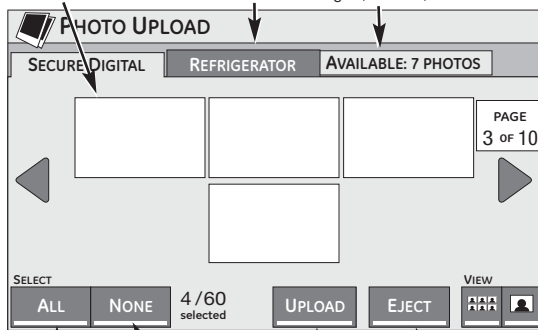 PHOTO UPLOAD
SECURE DIGITAL REFRIGERATOR AVAILABLE: 7 PHOTOS
PAGE
3 OF 10
SELECT VIEW
ALL NONE 4/60 UPLOAD EJECT
selected